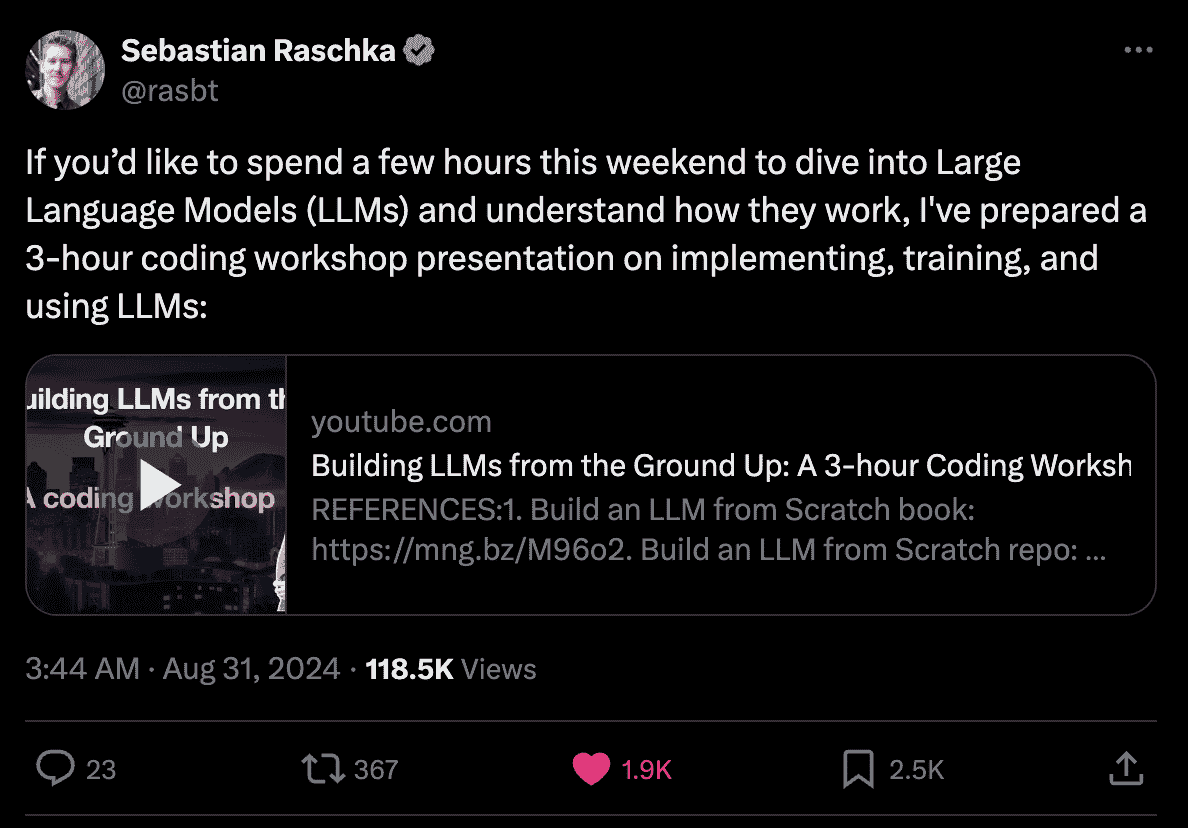 Sebastian Raschka
@rasbt
If you’d like to spend a few hours this weekend to dive into Large
Language Models (LLMs) and understand how they work, I've prepared a
3-hour coding workshop presentation on implementing, training, and
using LLMs:
uilding LLMs from th
Ground Up
A coding workshop
youtube.com
Building LLMs from the Ground Up: A 3-hour Coding Worksh
REFERENCES:1. Build an LLM from Scratch book:
https://mng.bz/M96o2. Build an LLM from Scratch repo: ...
3:44 AM · Aug 31, 2024 · 118.5K Views
23 367 1.9K 2.5K